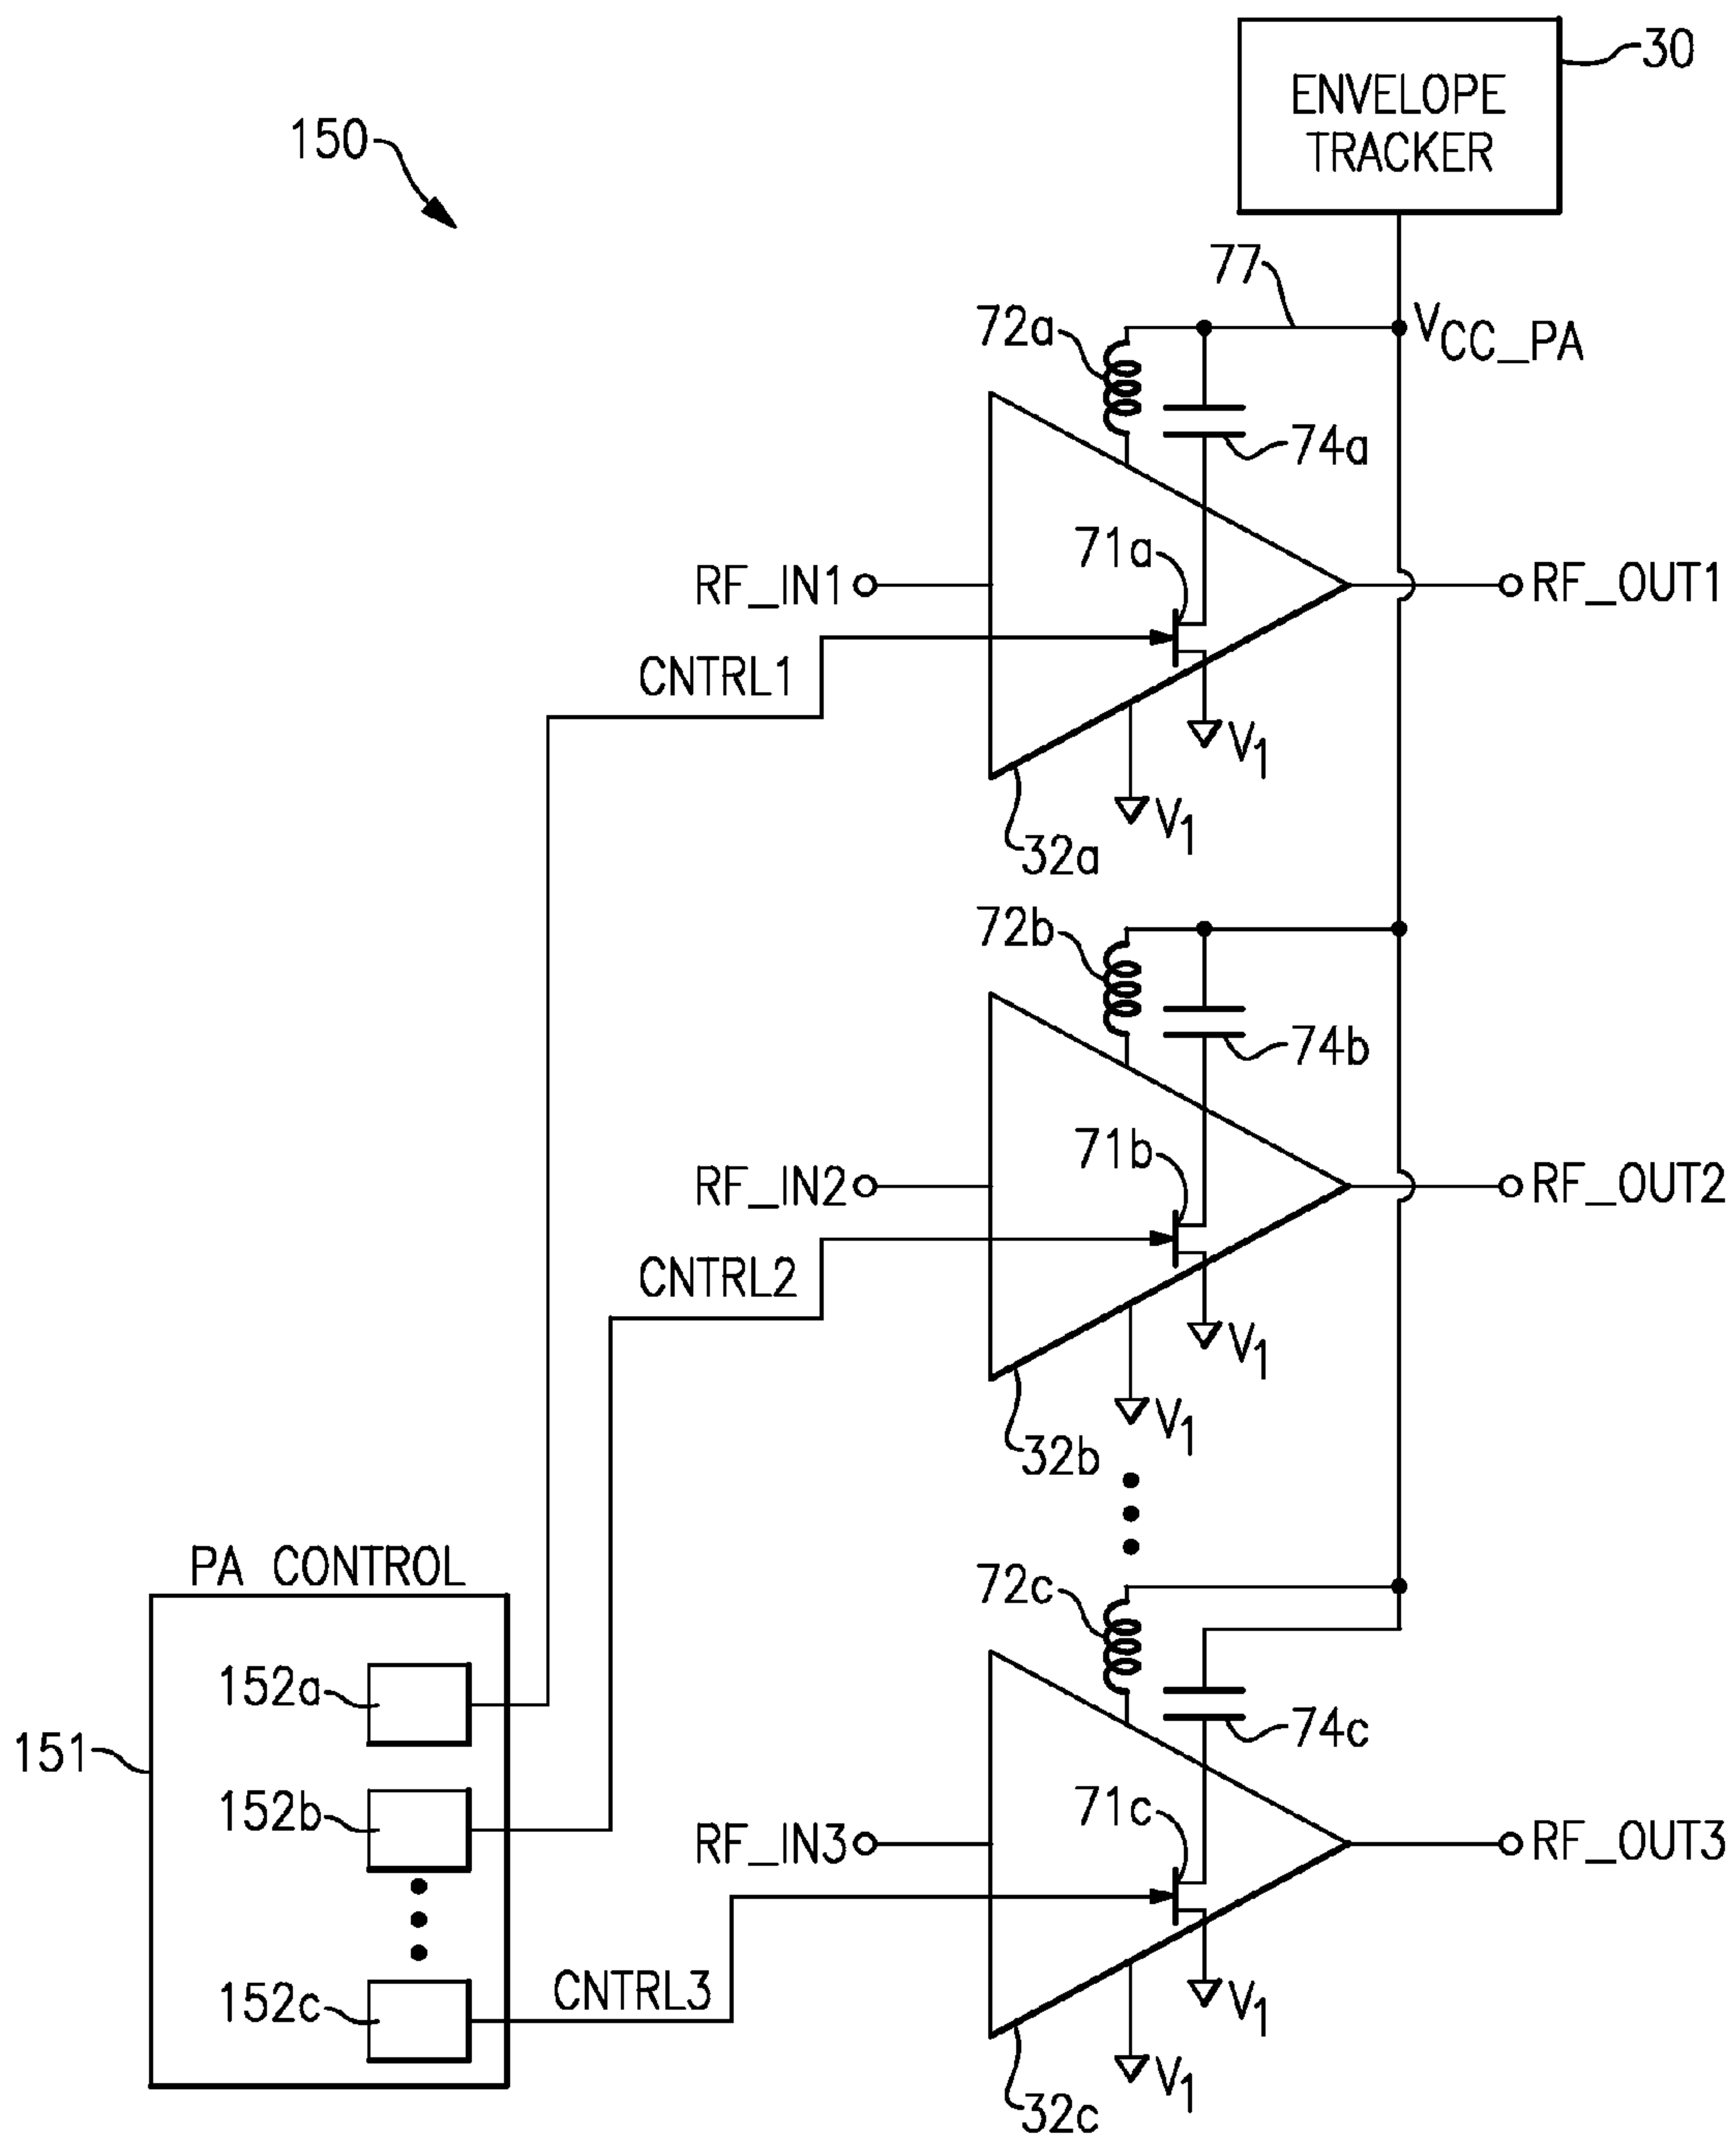 30
ENVELOPE
TRACKER
150
77
72a
VCC_PA
74a
71a
RF_IN1
RF_OUT1
CNTRL1
V1
V1
32a
72b
74b
71b
RF_IN2
RF_OUT2
CNTRL2
V1
V1
32b
PA CONTROL
72c
152a
74c
151
152b
71c
RF_IN3
RF_OUT3
152c
CNTRL3
V1
V1
32c